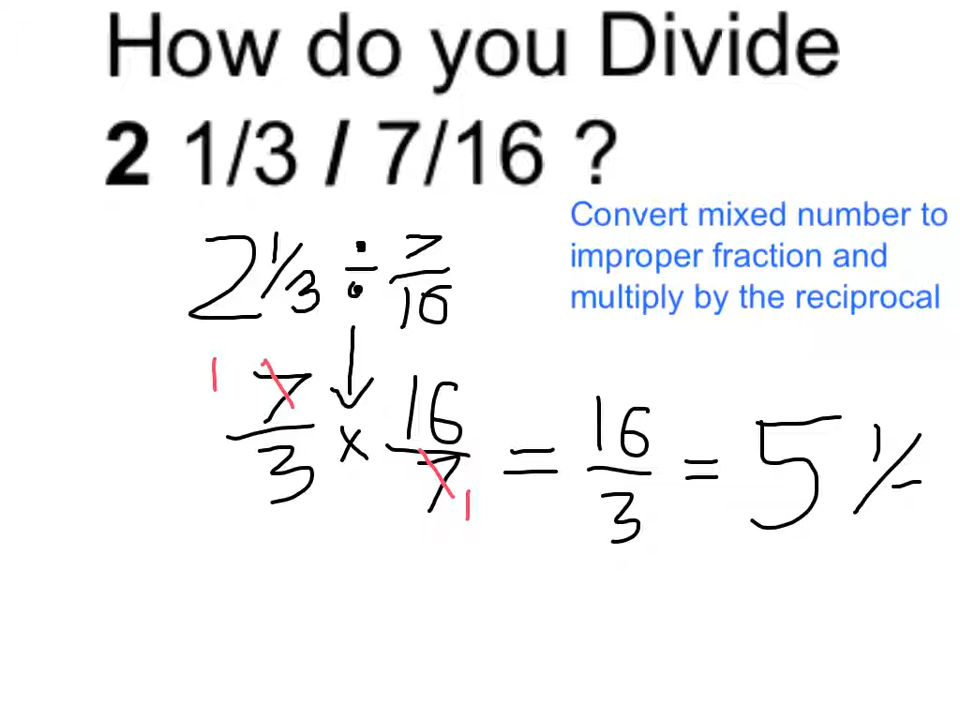 How do you Divide
2 1/3 / 7/16 ?
Convert mixed number to
improper fraction and
multiply by the reciprocal
2 1/3 ÷ 7/16
1 7/3 × 16/7 1 = 16/3 = 5 1/